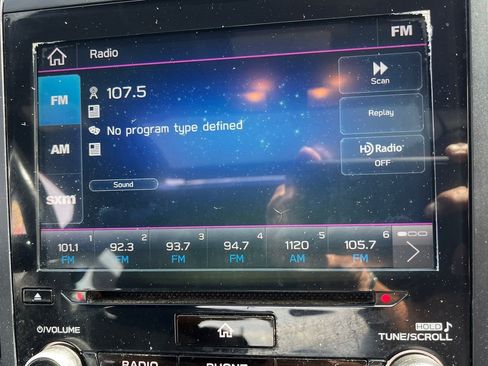 Radio
FM
FM
107.5
Scan
No program type defined
Replay
AM
HD Radio
OFF
sxm
Sound
1 2 3 4 5 6
101.1 92.3 93.7 94.7 1120 105.7
FM FM FM FM AM FM
HOLD
VOLUME
TUNE/SCROLL
RADIO
PHONE